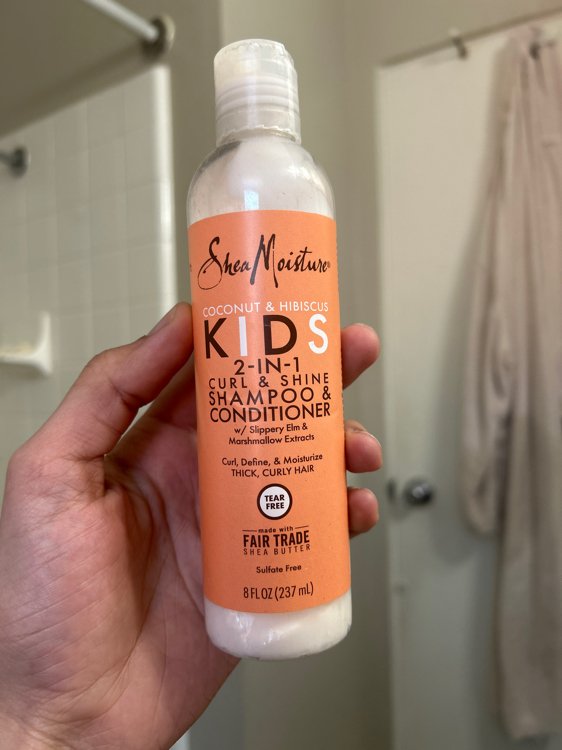 SheaMoisture®
COCONUT & HIBISCUS
KIDS
2-IN-1
CURL & SHINE
SHAMPOO &
CONDITIONER
w/ Slippery Elm &
Marshmallow Extracts
Curl, Define, & Moisturize
THICK, CURLY HAIR
TEAR
FREE
made with
FAIR TRADE
SHEA BUTTER
Sulfate Free
8 FL OZ (237 mL)